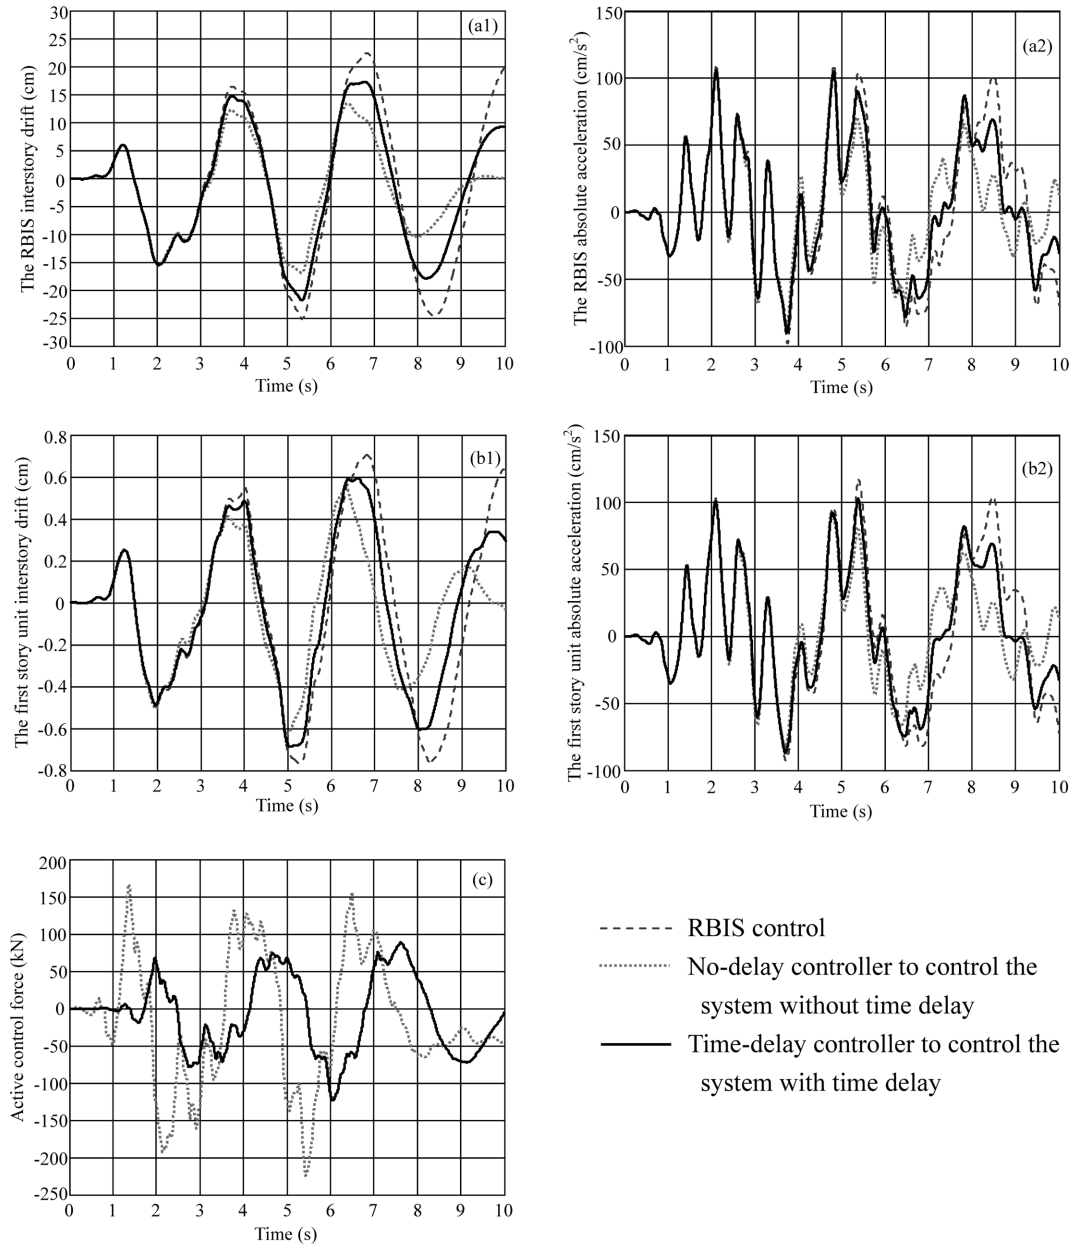 (a1)
The RBIS interstory drift (cm)
30
25
20
15
10
5
0
-5
-10
-15
-20
-25
-30
0 1 2 3 4 5 6 7 8 9 10
Time (s)
(a2)
The RBIS absolute acceleration (cm/s²)
150
100
50
0
-50
-100
0 1 2 3 4 5 6 7 8 9 10
Time (s)
(b1)
The first story unit interstory drift (cm)
0.8
0.6
0.4
0.2
0
-0.2
-0.4
-0.6
-0.8
0 1 2 3 4 5 6 7 8 9 10
Time (s)
(b2)
The first story unit absolute acceleration (cm/s²)
150
100
50
0
-50
-100
0 1 2 3 4 5 6 7 8 9 10
Time (s)
(c)
Active control force (kN)
200
150
100
50
0
-50
-100
-150
-200
-250
0 1 2 3 4 5 6 7 8 9 10
Time (s)
RBIS control
No-delay controller to control the
system without time delay
Time-delay controller to control the
system with time delay